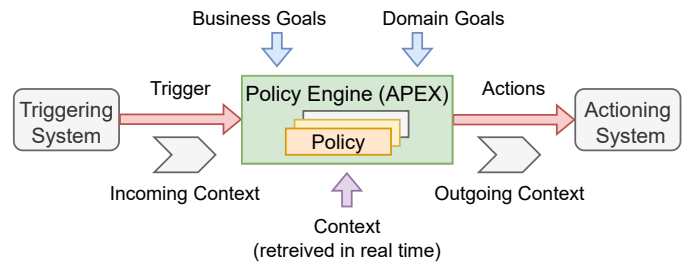 Business Goals
Domain Goals
Trigger
Policy Engine (APEX)
Actions
Triggering
System
Policy
Actioning
System
Incoming Context
Outgoing Context
Context
(retreived in real time)